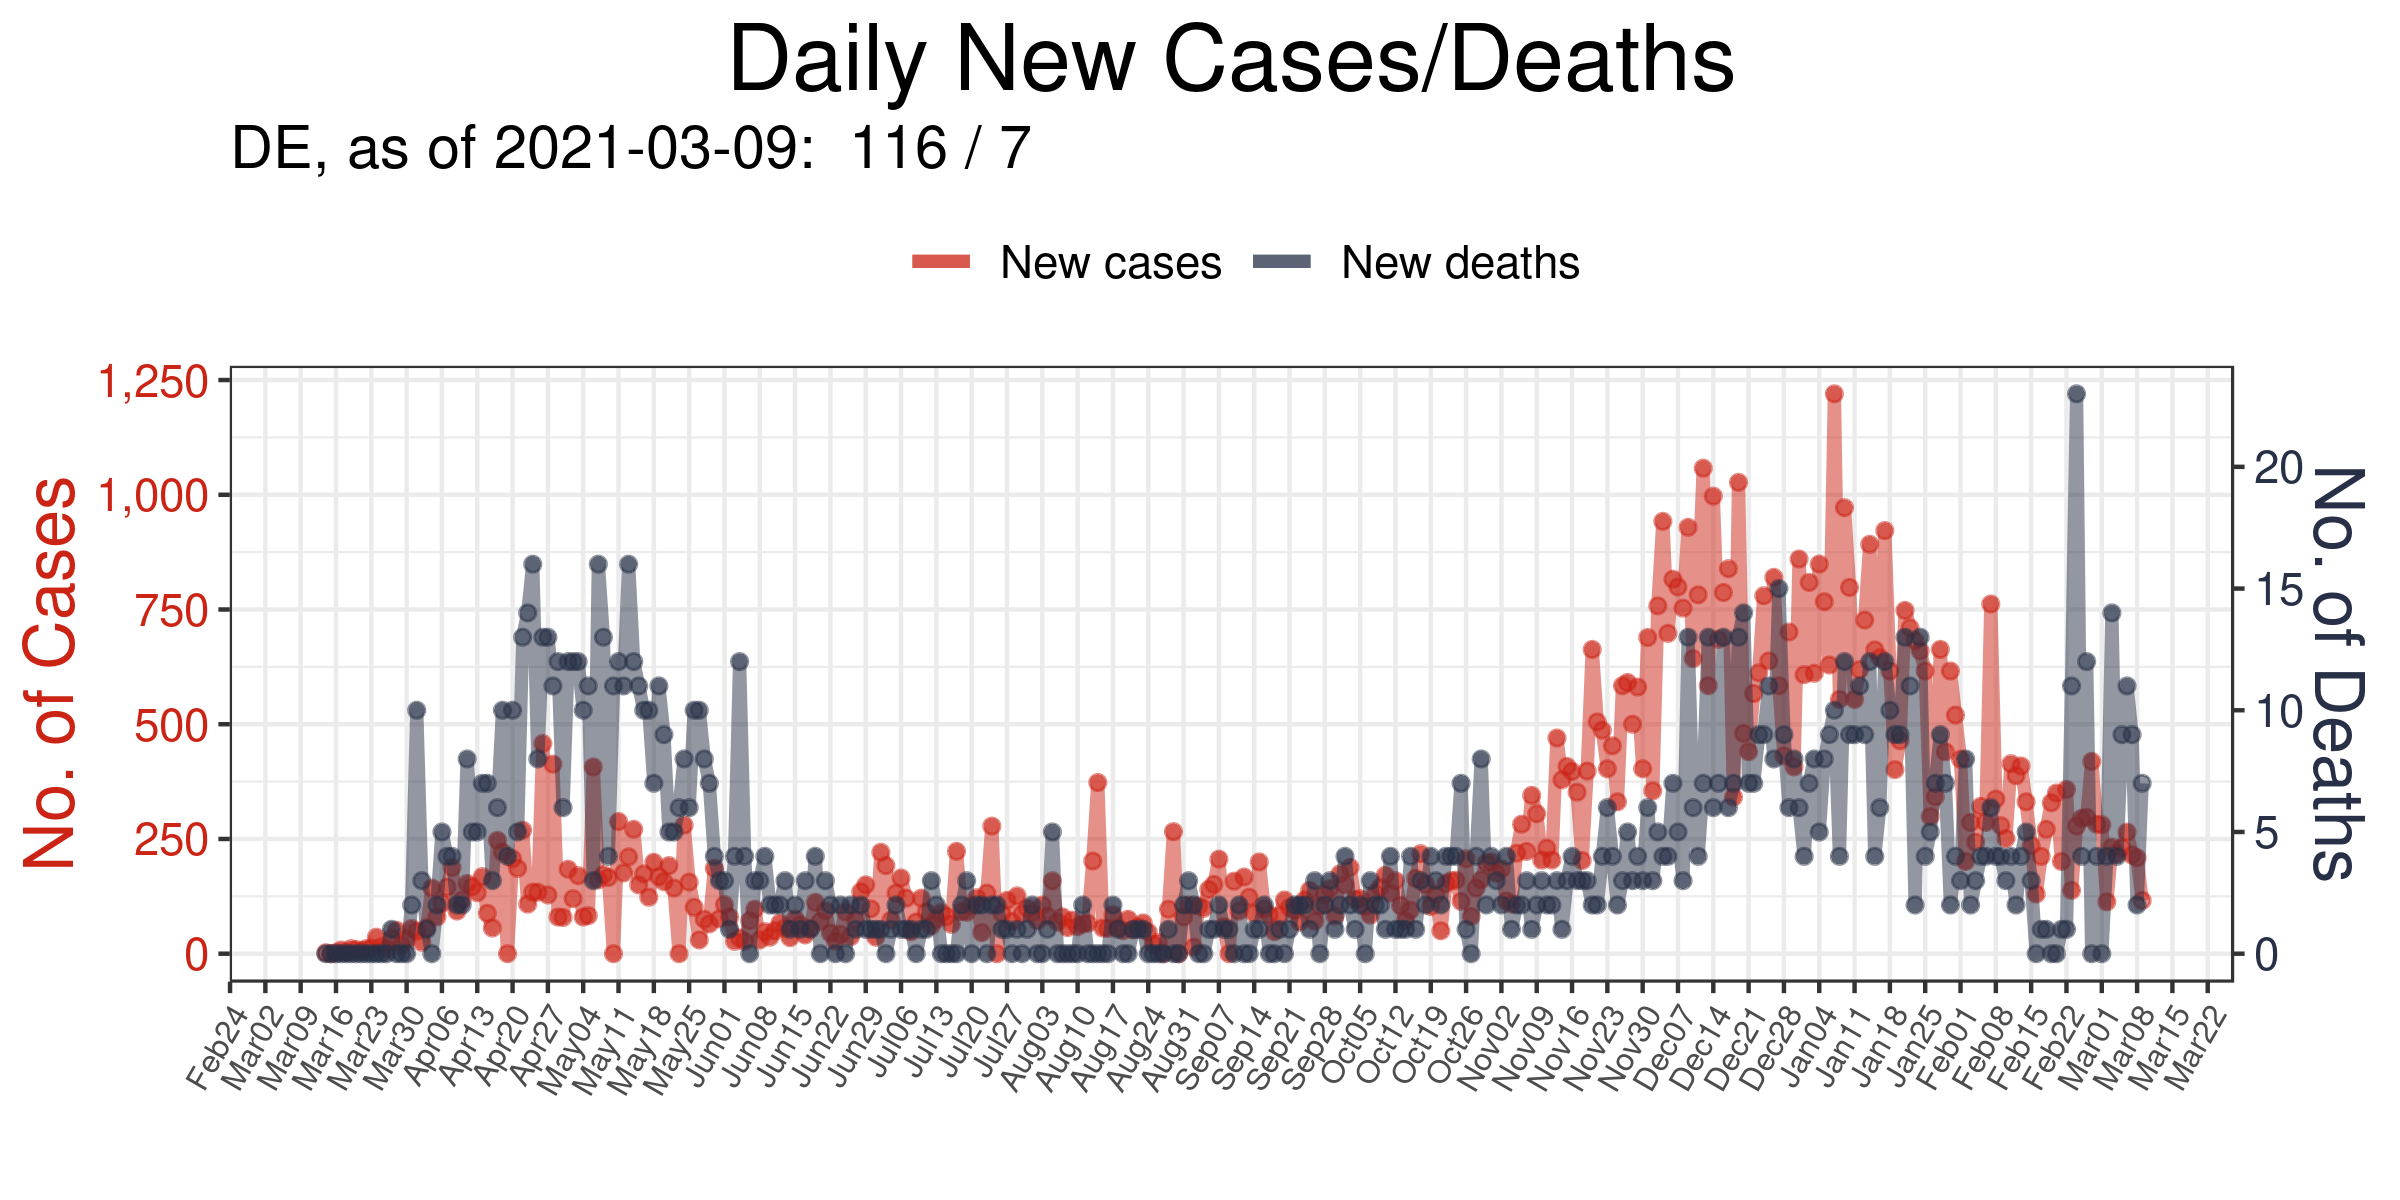 Daily New Cases/Deaths
DE, as of 2021-03-09:  116 / 7
New cases
New deaths
No. of Cases
1,250
1,000
750
500
250
0
No. of Deaths
20
15
10
5
0
Feb24
Mar02
Mar09
Mar16
Mar23
Mar30
Apr06
Apr13
Apr20
Apr27
May04
May11
May18
May25
Jun01
Jun08
Jun15
Jun22
Jun29
Jul06
Jul13
Jul20
Jul27
Aug03
Aug10
Aug17
Aug24
Aug31
Sep07
Sep14
Sep21
Sep28
Oct05
Oct12
Oct19
Oct26
Nov02
Nov09
Nov16
Nov23
Nov30
Dec07
Dec14
Dec21
Dec28
Jan04
Jan11
Jan18
Jan25
Feb01
Feb08
Feb15
Feb22
Mar01
Mar08
Mar15
Mar22